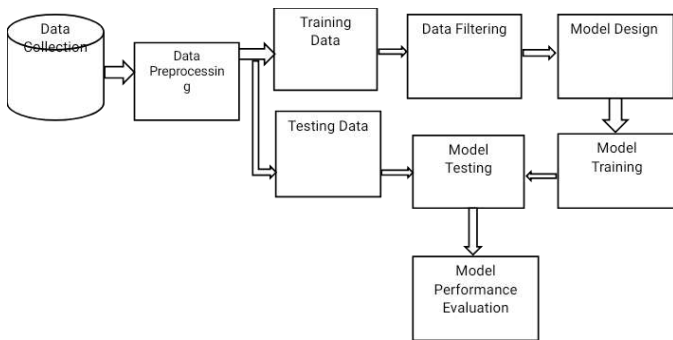 Data
Collection
Data
Preprocessin
g
Training
Data
Data Filtering
Model Design
Testing Data
Model
Testing
Model
Training
Model
Performance
Evaluation